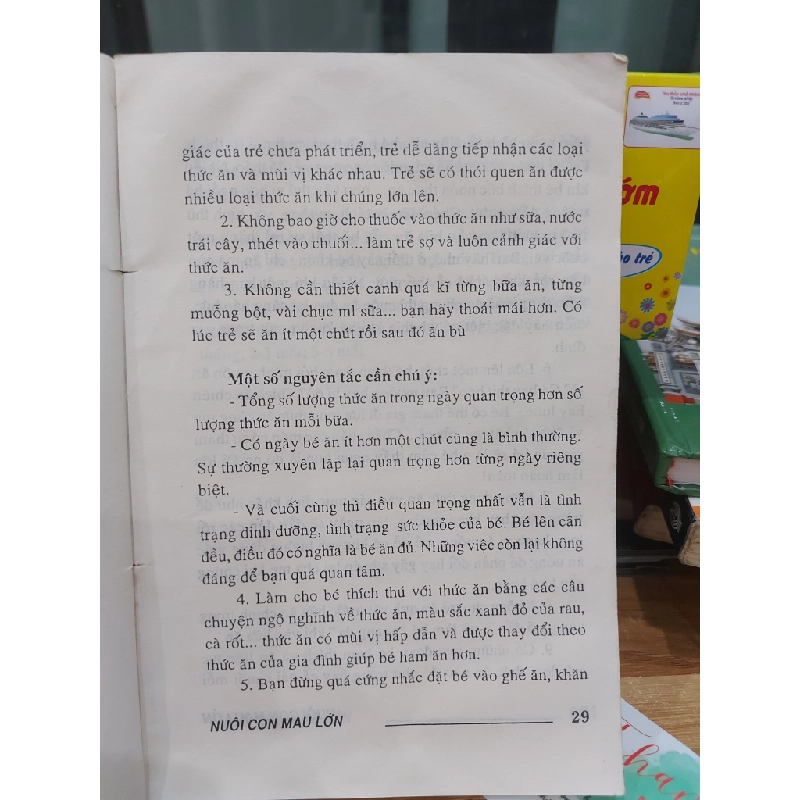 giác của trẻ chưa phát triển, trẻ dễ dàng tiếp nhận các loại
thức ăn và mùi vị khác nhau. Trẻ sẽ có thói quen ăn được
nhiều loại thức ăn khi chúng lớn lên.
2. Không bao giờ cho thuốc vào thức ăn như sữa, nước
trái cây, nhét vào chuối... làm trẻ sợ và luôn cảnh giác với
thức ăn.
3. Không cần thiết canh quá kĩ từng bữa ăn, từng
muỗng bột, vài chục ml sữa... bạn hãy thoải mái hơn. Có
lúc trẻ sẽ ăn ít một chút rồi sau đó ăn bù
Một số nguyên tắc cần chú ý:
- Tổng số lượng thức ăn trong ngày quan trọng hơn số
lượng thức ăn mỗi bữa.
- Có ngày bé ăn ít hơn một chút cũng là bình thường.
Sự thường xuyên lặp lại quan trọng hơn từng ngày riêng
biệt.
- Và cuối cùng thì điều quan trọng nhất vẫn là tình
trạng dinh dưỡng, tình trạng sức khỏe của bé. Bé lên cân
đều, điều đó có nghĩa là bé ăn đủ. Những việc còn lại không
đáng để bạn quá quan tâm.
4. Làm cho bé thích thú với thức ăn bằng các câu
chuyện ngộ nghĩnh về thức ăn, màu sắc xanh đỏ của rau,
cà rốt... thức ăn có mùi vị hấp dẫn và được thay đổi theo
thức ăn của gia đình giúp bé ham ăn hơn.
5. Bạn đừng quá cứng nhắc đặt bé vào ghế ăn, khăn
NUÔI CON MAU LỚN
29
ớm
trẻ